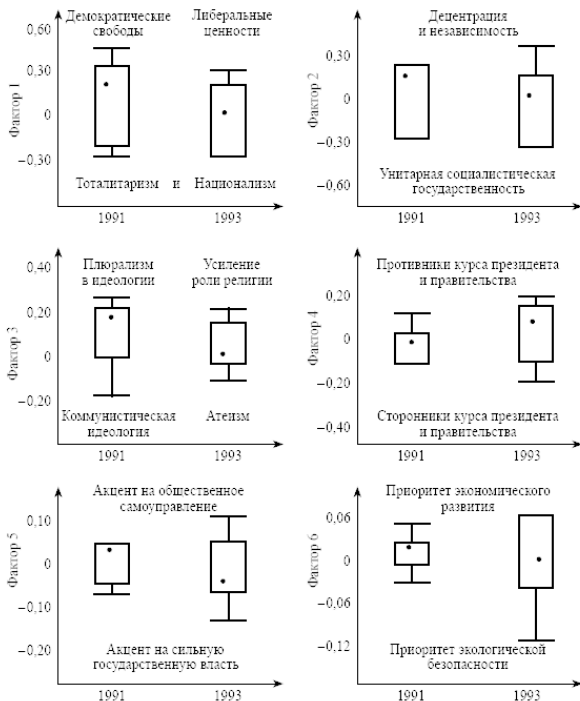 Демократические свободы
Либеральные ценности
0,60
0,30
0
–0,30
Фактор 1
Тоталитаризм и Национализм
1991 1993
Децентрация
и независимость
0,30
0
–0,30
–0,60
Фактор 2
Унитарная социалистическая
государственность
1991 1993
Плюрализм
в идеологии
Усиление
роли религии
0,40
0,20
0
–0,20
Фактор 3
Коммунистическая
идеология
Атеизм
1991 1993
Противники курса президента
и правительства
0,20
0
–0,20
–0,40
Фактор 4
Сторонники курса президента
и правительства
1991 1993
Акцент на общественное
самоуправление
0,10
0
–0,10
–0,20
Фактор 5
Акцент на сильную
государственную власть
1991 1993
Приоритет экономического
развития
0,06
0
–0,06
–0,12
Фактор 6
Приоритет экологической
безопасности
1991 1993